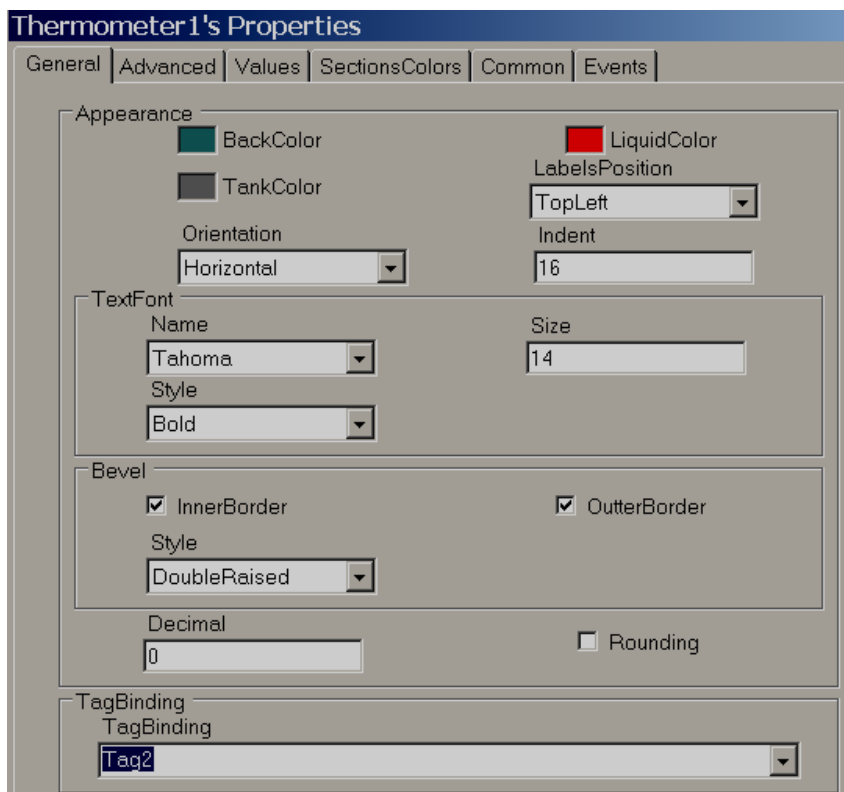 Thermometer1's Properties
General Advanced Values SectionsColors Common Events
Appearance
BackColor LiquidColor
TankColor LabelsPosition
TopLeft
Orientation Indent
Horizontal 16
TextFont
Name Size
Tahoma 14
Style
Bold
Bevel
InnerBorder OutterBorder
Style
DoubleRaised
Decimal
0 Rounding
TagBinding
TagBinding
Tag2